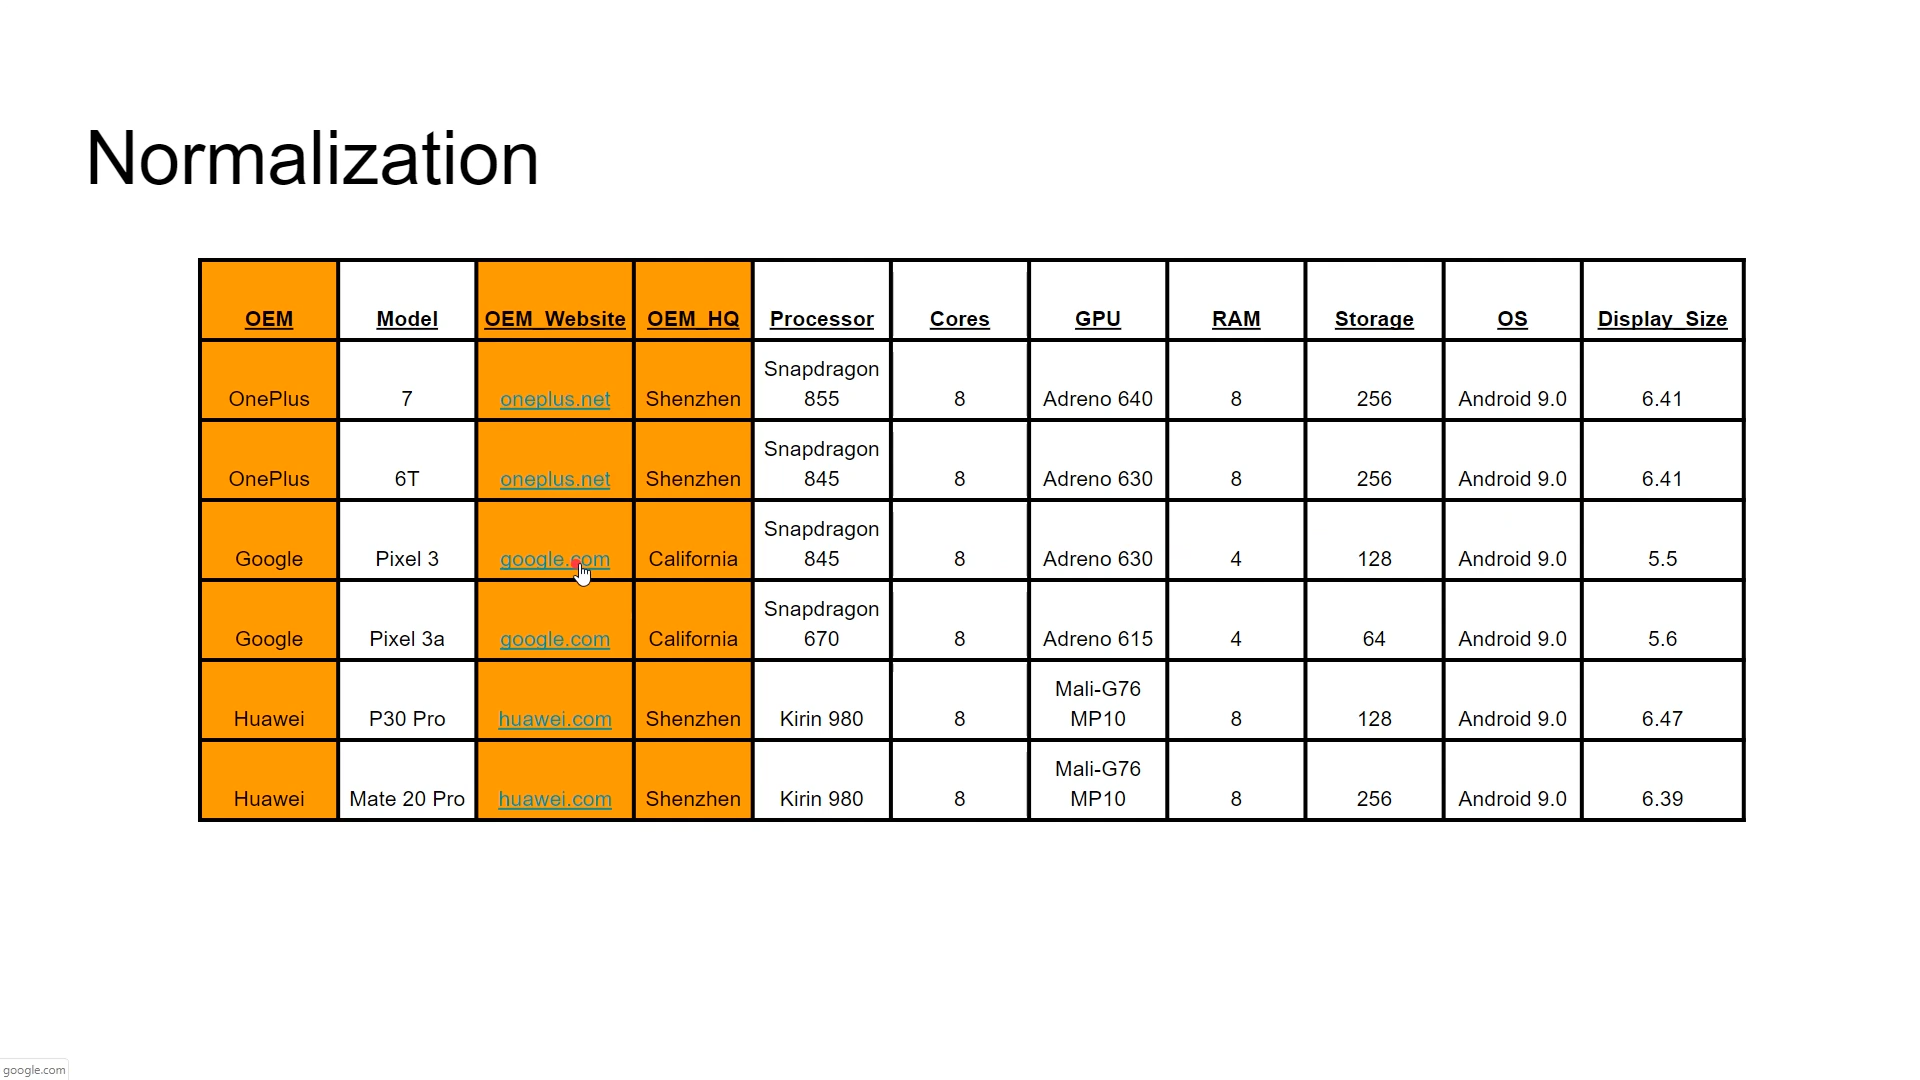 Normalization
OEM Model OEM_Website OEM_HQ Processor Cores GPU RAM Storage OS Display_Size
OnePlus 7 oneplus.net Shenzhen Snapdragon 855 8 Adreno 640 8 256 Android 9.0 6.41
OnePlus 6T oneplus.net Shenzhen Snapdragon 845 8 Adreno 630 8 256 Android 9.0 6.41
Google Pixel 3 google.com California Snapdragon 845 8 Adreno 630 4 128 Android 9.0 5.5
Google Pixel 3a google.com California Snapdragon 670 8 Adreno 615 4 64 Android 9.0 5.6
Huawei P30 Pro huawei.com Shenzhen Kirin 980 8 Mali-G76 MP10 8 128 Android 9.0 6.47
Huawei Mate 20 Pro huawei.com Shenzhen Kirin 980 8 Mali-G76 MP10 8 256 Android 9.0 6.39
google.com